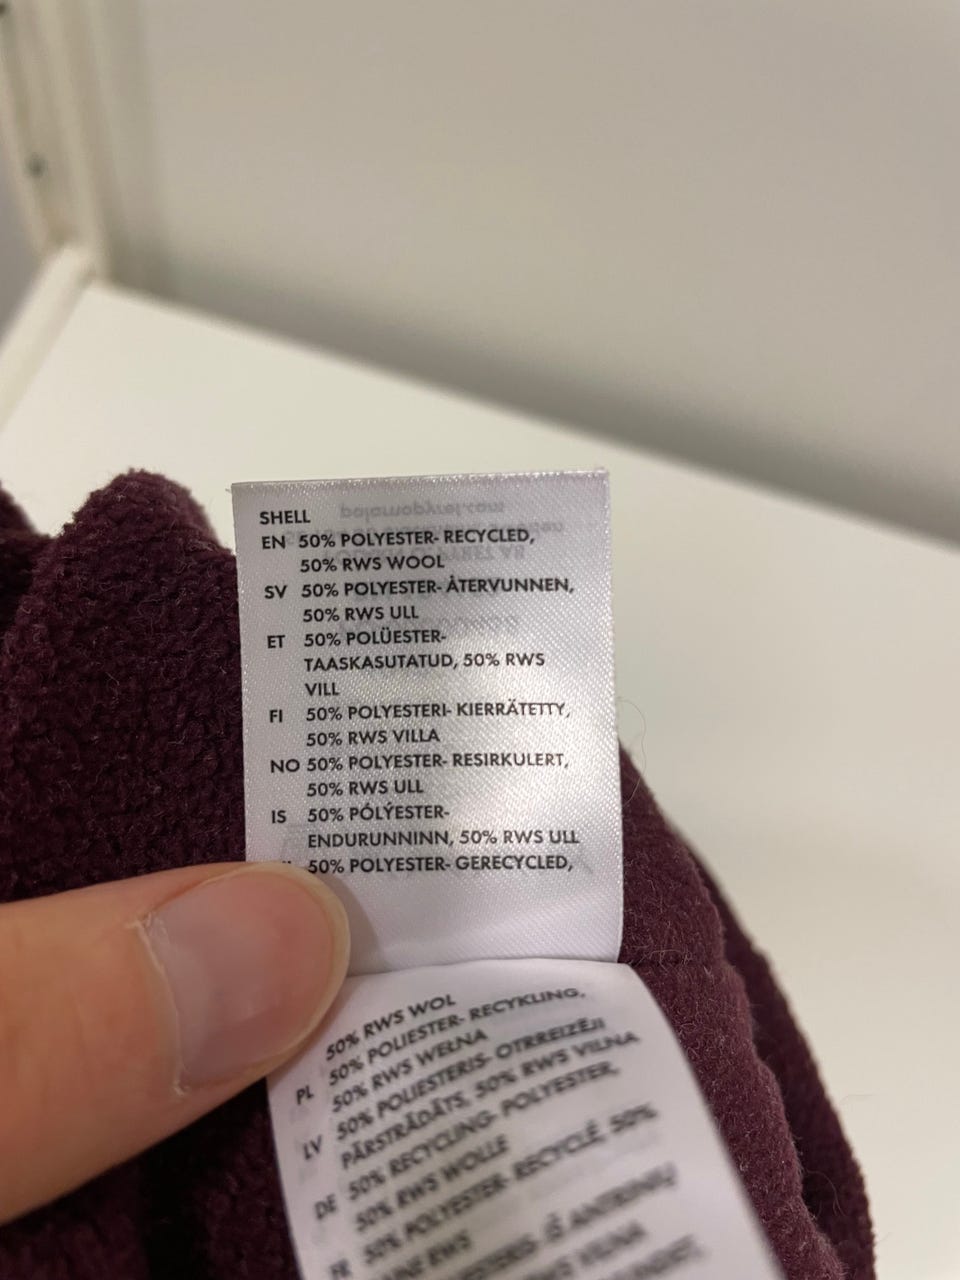 SHELL
EN 50% POLYESTER- RECYCLED,
50% RWS WOOL
SV 50% POLYESTER- ÅTERVUNNEN,
50% RWS ULL
ET 50% POLÜESTER-
TAASKASUTATUD, 50% RWS
VILL
FI 50% POLYESTERI- KIERRÄTETTY,
50% RWS VILLA
NO 50% POLYESTER- RESIRKULERT,
50% RWS ULL
IS 50% PÓLÝESTER-
ENDURUNNINN, 50% RWS ULL
50% POLYESTER- GERECYCLED,
50% RWS WOL
PL 50% POLIESTER- RECYKLING,
50% RWS WEŁNA
LV 50% POLIESTERIS- OTRREIZĒJI
PĀRSTRĀDĀTS, 50% RWS VILNA
DE 50% RECYCLING- POLYESTER,
50% RWS WOLLE
FR 50% POLYESTER- RECYCLÉ, 50%
RWS